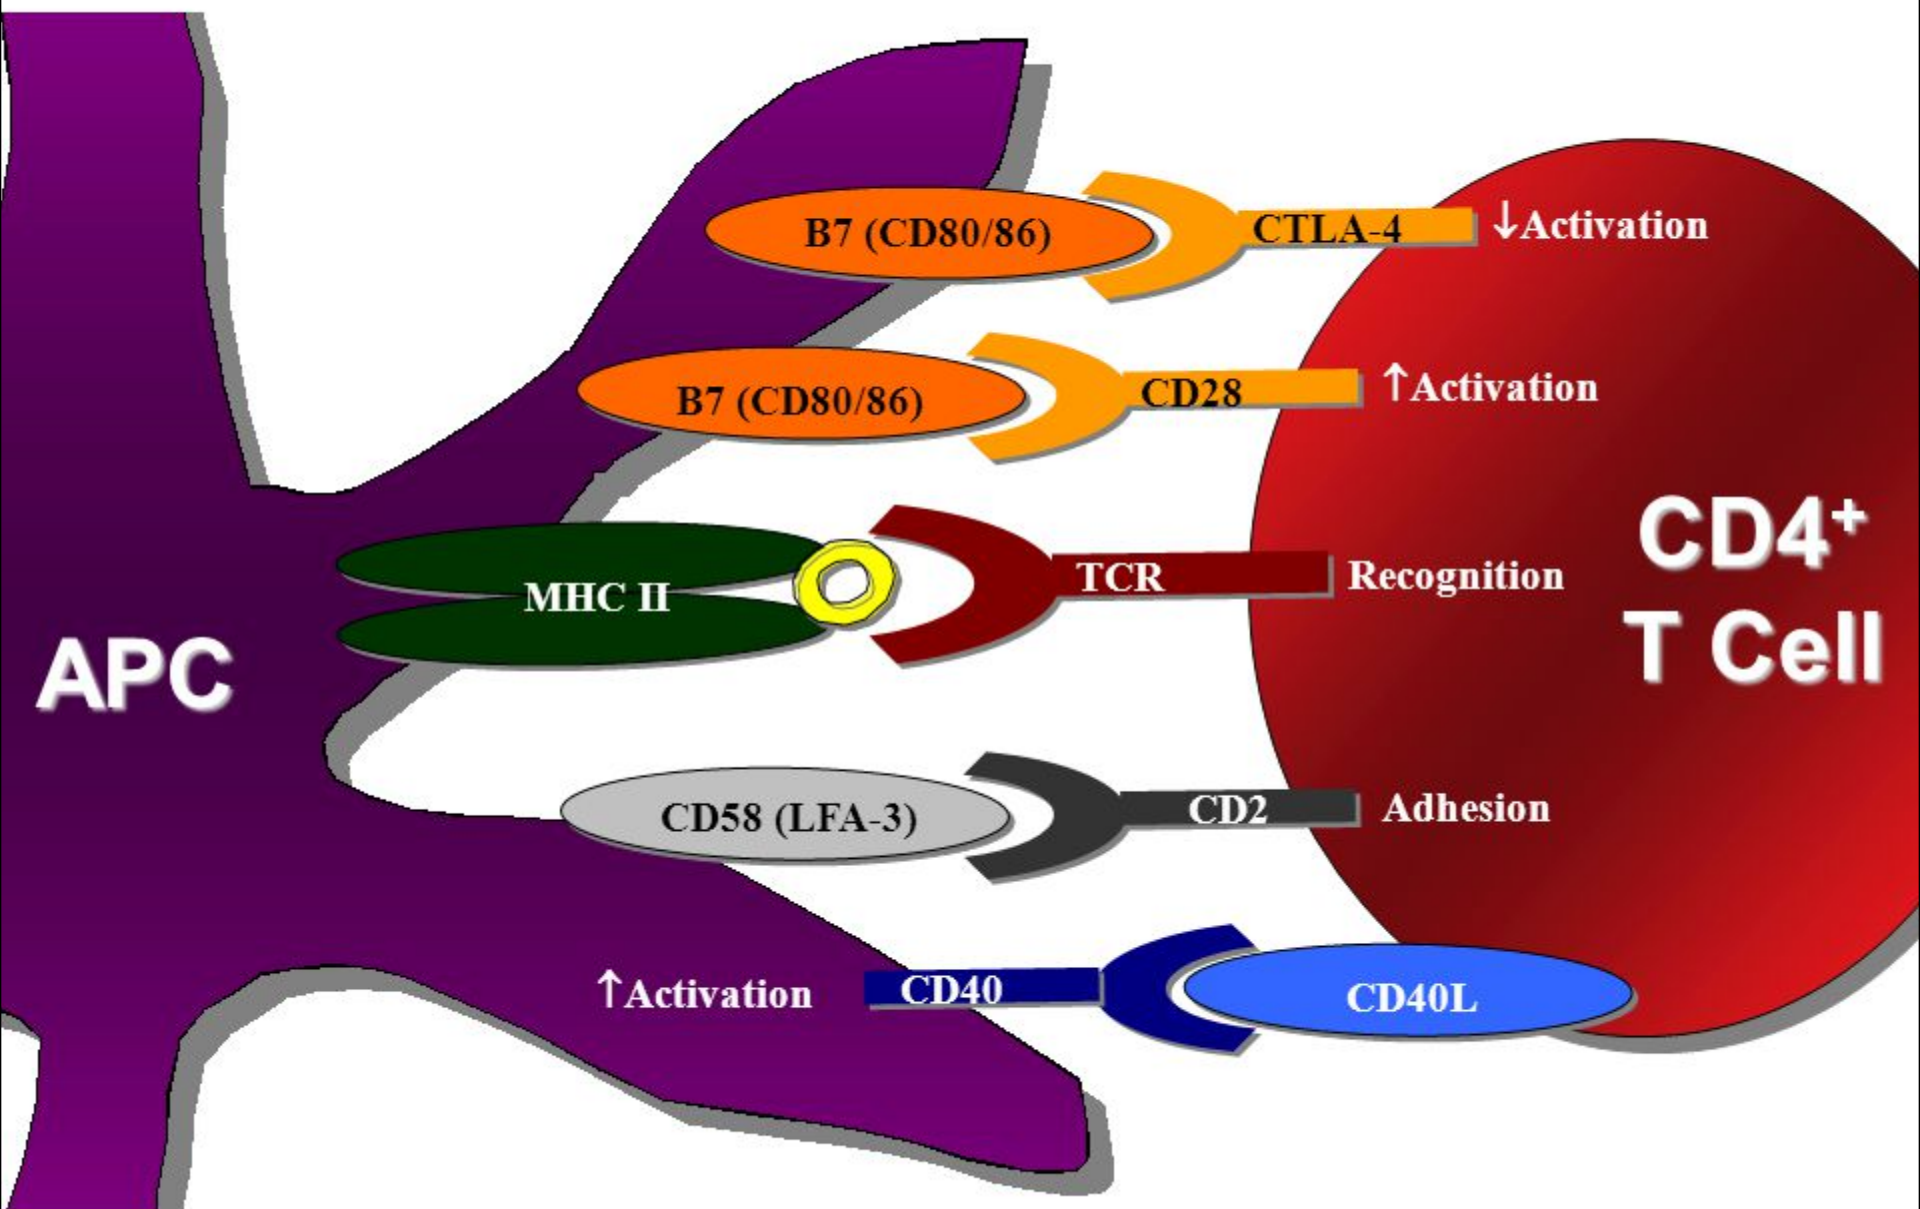 B7 (CD80/86) CTLA-4 ↓Activation
B7 (CD80/86) CD28 ↑Activation
MHC II TCR Recognition
CD4⁺
T Cell
APC
CD58 (LFA-3) CD2 Adhesion
↑Activation CD40 CD40L